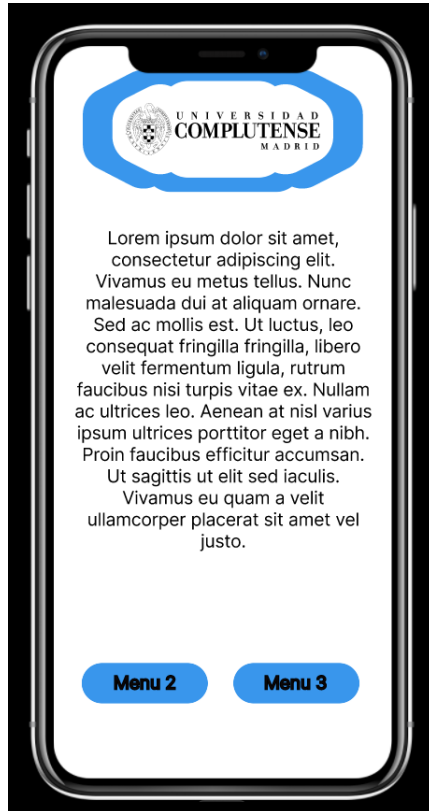 UNIVERSIDAD
COMPLUTENSE
MADRID
Lorem ipsum dolor sit amet,
consectetur adipiscing elit.
Vivamus eu metus tellus. Nunc
malesuada dui at aliquam ornare.
Sed ac mollis est. Ut luctus, leo
consequat fringilla fringilla, libero
velit fermentum ligula, rutrum
faucibus nisi turpis vitae ex. Nullam
ac ultrices leo. Aenean at nisl varius
ipsum ultrices porttitor eget a nibh.
Proin faucibus efficitur accumsan.
Ut sagittis ut elit sed iaculis.
Vivamus eu quam a velit
ullamcorper placerat sit amet vel
justo.
Menu 2 Menu 3